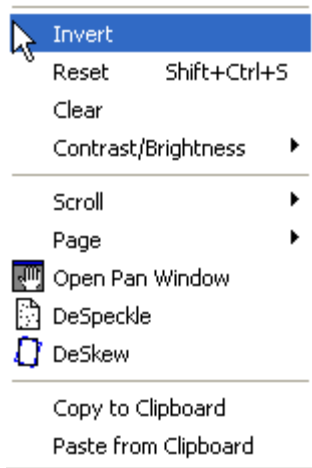 Invert
Reset Shift+Ctrl+S
Clear
Contrast/Brightness
Scroll
Page
Open Pan Window
DeSpeckle
DeSkew
Copy to Clipboard
Paste from Clipboard